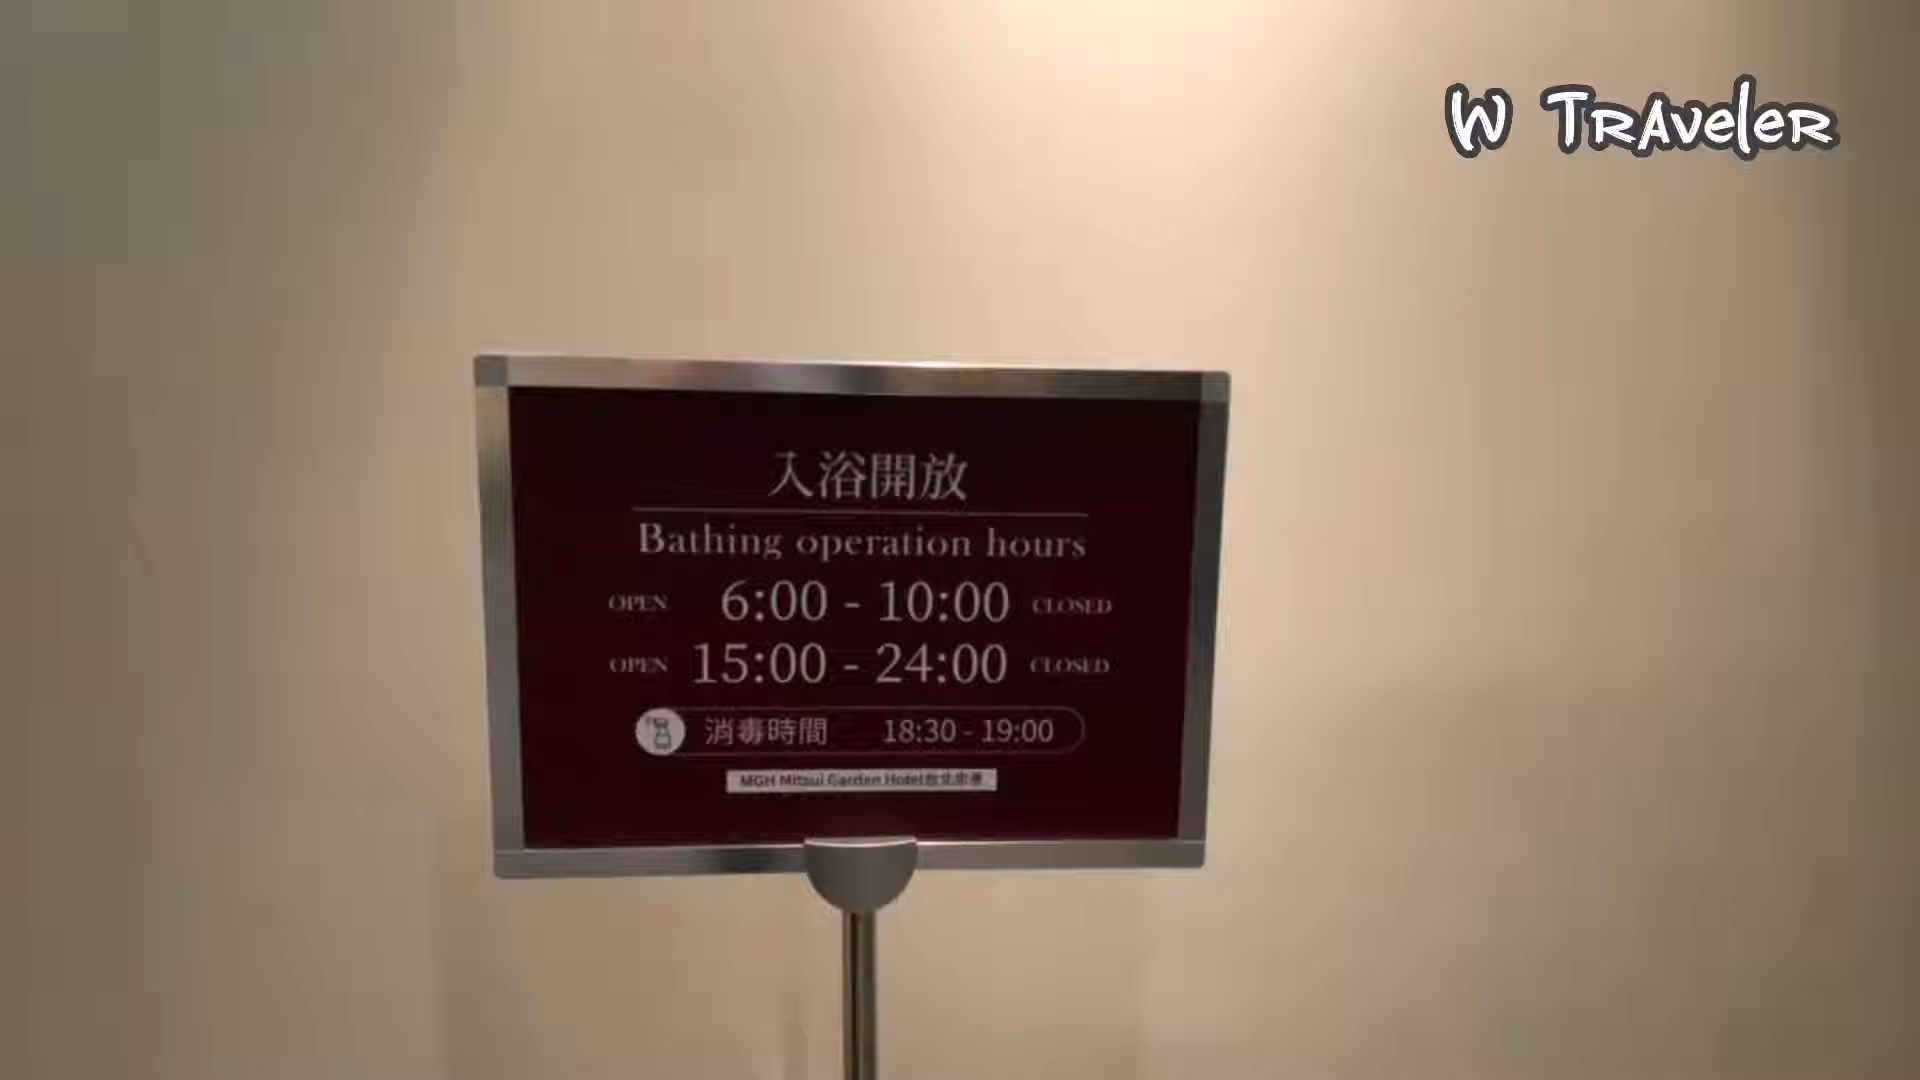 W Traveler
入浴開放
Bathing operation hours
OPEN 6:00 - 10:00 CLOSED
OPEN 15:00 - 24:00 CLOSED
消毒時間 18:30 - 19:00
MGH Mitsui Garden Hotel台北忠孝